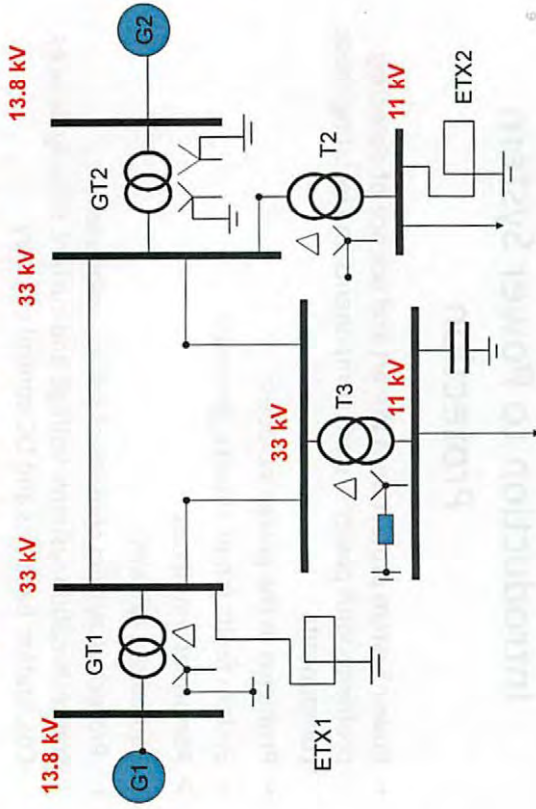 13.8 kV
G1
GT1
33 kV
ETX1
33 kV
T3
11 kV
33 kV
GT2
13.8 kV
G2
T2
11 kV
ETX2